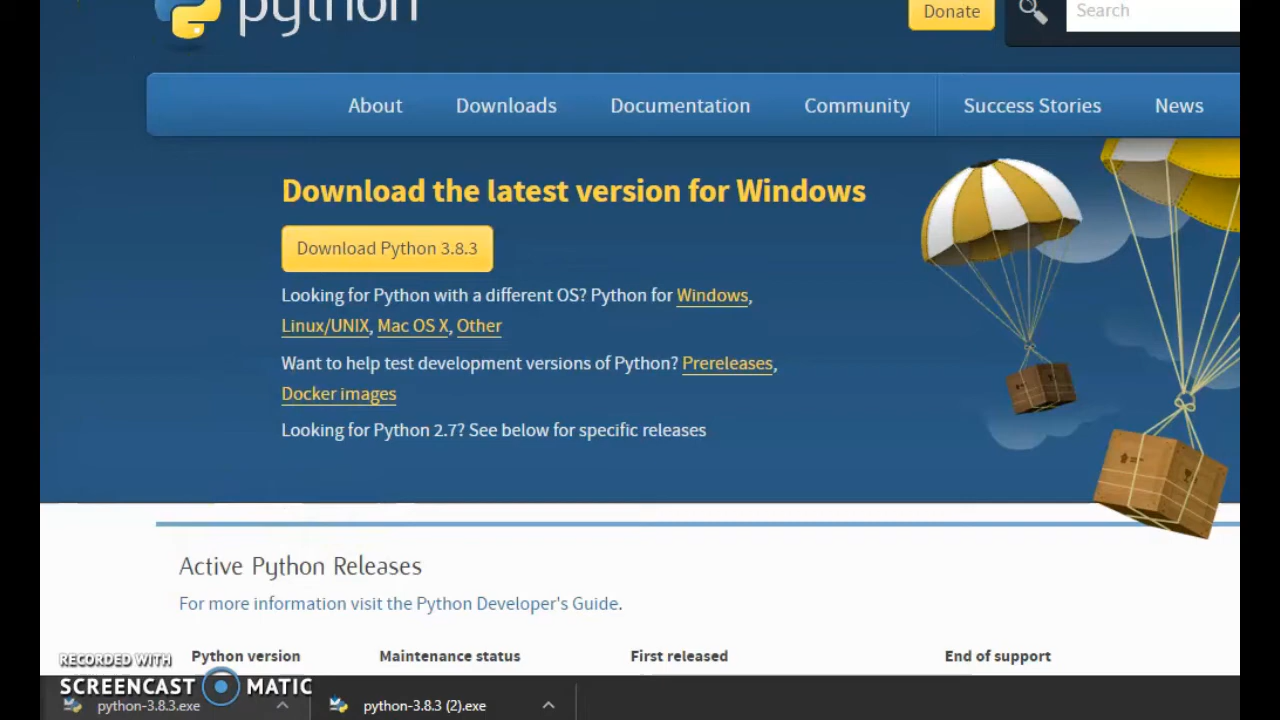 python
Donate
Search
About
Downloads
Documentation
Community
Success Stories
News
Download the latest version for Windows
Download Python 3.8.3
Looking for Python with a different OS? Python for Windows,
Linux/UNIX, Mac OS X, Other
Want to help test development versions of Python? Prereleases,
Docker images
Looking for Python 2.7? See below for specific releases
Active Python Releases
For more information visit the Python Developer's Guide.
Python version
Maintenance status
First released
End of support
RECORDED WITH
SCREENCAST MATIC
python-3.8.3.exe
python-3.8.3 (2).exe